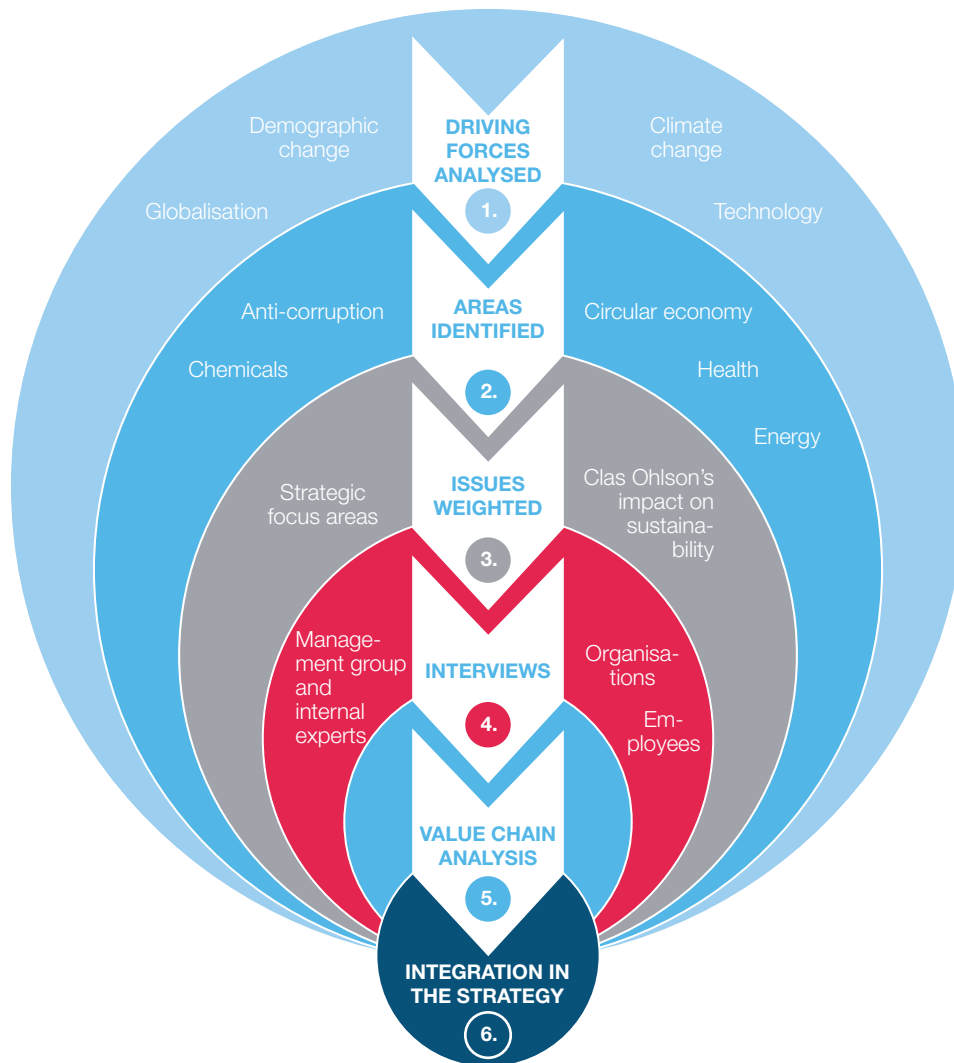 Demographic
change
Globalisation
DRIVING
FORCES
ANALYSED
1.
Climate
change
Technology
Anti-corruption
Chemicals
AREAS
IDENTIFIED
2.
Circular economy
Health
Energy
Strategic
focus areas
ISSUES
WEIGHTED
3.
Clas Ohlson’s
impact on
sustaina-
bility
Manage-
ment group
and
internal
experts
INTERVIEWS
4.
Organisa-
tions
Em-
ployees
VALUE CHAIN
ANALYSIS
5.
INTEGRATION IN
THE STRATEGY
6.